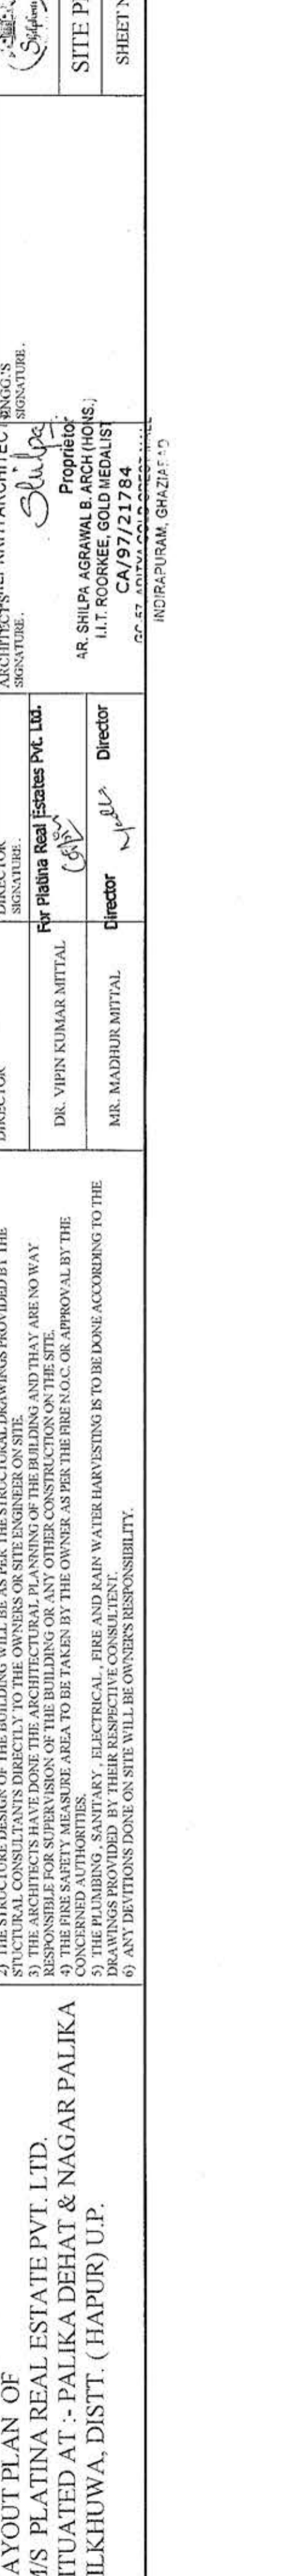 AYOUT PLAN OF
M/S PLATINA REAL ESTATE PVT. LTD.
ITUATED AT :- PALIKA DEHAT & NAGAR PALIKA
ILKHUWA, DISTT. ( HAPUR) U.P.
2) THE STRUCTURE DESIGN OF THE BUILDING WILL BE AS PER THE STRUCTURAL DRAWINGS PROVIDED BY THE
STUCTURAL CONSULTANTS DIRECTLY TO THE OWNERS OR SITE ENGINEER ON SITE.
3) THE ARCHITECTS HAVE DONE THE ARCHITECTURAL PLANNING OF THE BUILDING AND THAY ARE NO WAY
RESPONSIBLE FOR SUPERVISION OF THE BUILDING OR ANY OTHER CONSTRUCTION ON THE SITE.
4) THE FIRE SAFETY MEASURE AREA TO BE TAKEN BY THE OWNER AS PER THE FIRE N.O.C. OR APPROVAL BY THE
CONCERNED AUTHORITIES.
5) THE PLUMBING , SANITARY , ELECTRICAL , FIRE AND RAIN WATER HARVESTING IS TO BE DONE ACCORDING TO THE
DRAWINGS PROVIDED BY THEIR RESPECTIVE CONSULTENT.
6) ANY DEVITIONS DONE ON SITE WILL BE OWNER'S RESPONSIBILITY.
DIRECTOR
DR. VIPIN KUMAR MITTAL
MR. MADHUR MITTAL
DIRECTOR
SIGNATURE .
For Platina Real Estates Pvt. Ltd.
Director
Director
ARCHITECT'S
SIGNATURE .
Shilpa
Proprietor
AR. SHILPA AGRAWAL B. ARCH (HONS.)
I.I.T. ROORKEE, GOLD MEDALIST
CA/97/21784
GC-57, ADITYA GOLD CREST
INDIRAPURAM, GHAZIABAD
ENGG.'S
SIGNATURE .
SITE P
SHEET N